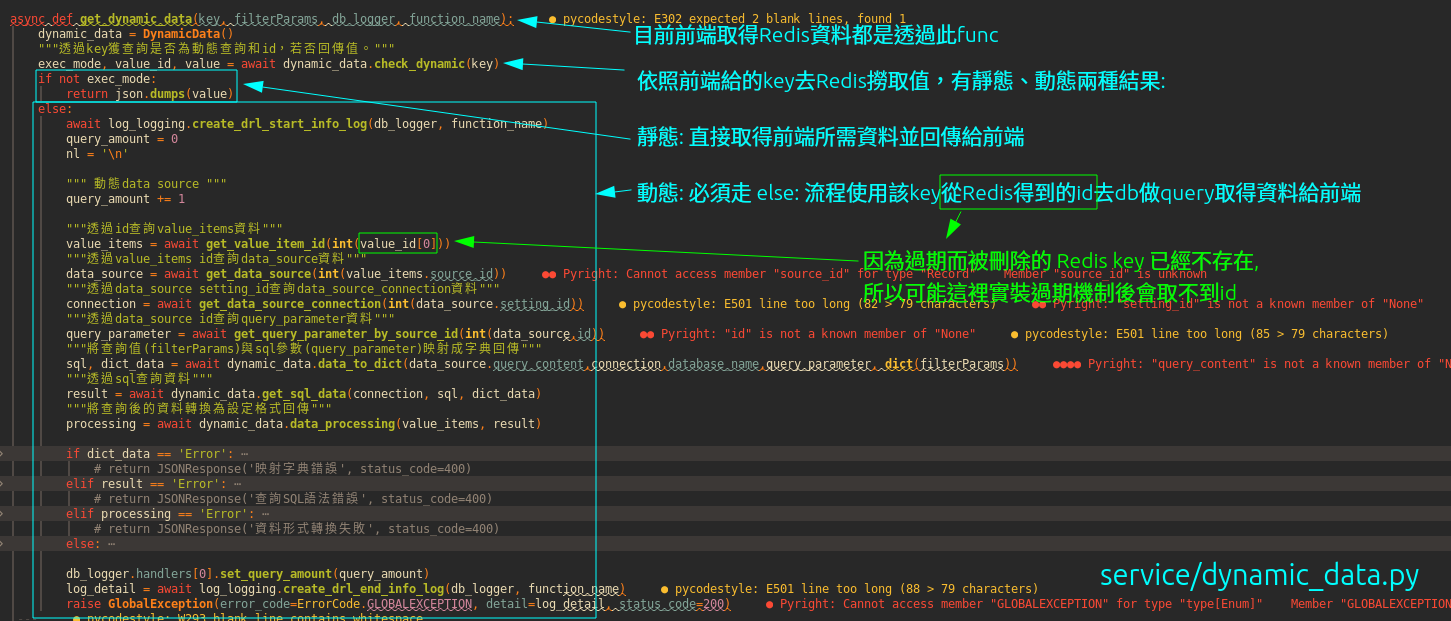 async def get_dynamic_data(key, filterParams, db_logger, function_name): ● pycodestyle: E302 expected 2 blank lines, found 1
目前前端取得Redis資料都是透過此func
dynamic_data = DynamicData()
"""透過key獲查詢是否為動態查詢和id，若否回傳值。"""
exec_mode, value_id, value = await dynamic_data.check_dynamic(key)
依照前端給的key去Redis撈取值，有靜態、動態兩種結果:
if not exec_mode:
return json.dumps(value)
else:
await log_logging.create_drl_start_info_log(db_logger, function_name)
靜態: 直接取得前端所需資料並回傳給前端
query_amount = 0
nl = '\n'
""" 動態data source """
動態: 必須走 else: 流程使用該key從Redis得到的id去db做query取得資料給前端
query_amount += 1
"""透過id查詢value_items資料"""
value_items = await get_value_item_id(int(value_id[0]))
"""透過value_items id查詢data_source資料"""
因為過期而被刪除的 Redis key 已經不存在,
data_source = await get_data_source(int(value_items.source_id)) ●● Pyright: Cannot access member "source_id" for type "Record" Member "source_id" is unknown
"""透過data_source setting_id查詢data_source_connection資料"""
所以可能這裡實裝過期機制後會取不到id
connection = await get_data_source_connection(int(data_source.setting_id)) ● pycodestyle: E501 line too long (82 > 79 characters) ●● Pyright: "setting_id" is not a known member of "None"
"""透過data_source id查詢query_parameter資料"""
query_parameter = await get_query_parameter_by_source_id(int(data_source.id)) ●● Pyright: "id" is not a known member of "None" ● pycodestyle: E501 line too long (85 > 79 characters)
"""將查詢值(filterParams)與sql參數(query_parameter)映射成字典回傳"""
sql, dict_data = await dynamic_data.data_to_dict(data_source.query_content,connection,database_name,query_parameter, dict(filterParams)) ●●●● Pyright: "query_content" is not a known member of "N
"""透過sql查詢資料"""
result = await dynamic_data.get_sql_data(connection, sql, dict_data)
"""將查詢後的資料轉換為設定格式回傳"""
processing = await dynamic_data.data_processing(value_items, result)
if dict_data == 'Error': ⋯
# return JSONResponse('映射字典錯誤', status_code=400)
elif result == 'Error': ⋯
# return JSONResponse('查詢SQL語法錯誤', status_code=400)
elif processing == 'Error': ⋯
# return JSONResponse('資料形式轉換失敗', status_code=400)
else: ⋯
db_logger.handlers[0].set_query_amount(query_amount)
log_detail = await log_logging.create_drl_end_info_log(db_logger, function_name) ● pycodestyle: E501 line too long (88 > 79 characters)
service/dynamic_data.py
raise GlobalException(error_code=ErrorCode.GLOBALEXCEPTION, detail=log_detail, status_code=200) ● Pyright: Cannot access member "GLOBALEXCEPTION" for type "type[Enum]" Member "GLOBALEXCEPTION
● pycodestyle: W293 blank line contains whitespace